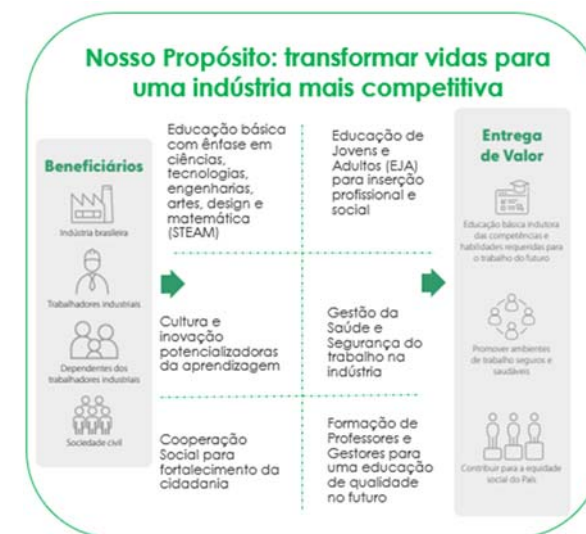 Nosso Propósito: transformar vidas para
uma indústria mais competitiva
Beneficiários
Indústria brasileira
Trabalhadores industriais
Dependentes dos
trabalhadores industriais
Sociedade civil
Educação básica
com ênfase em
ciências,
tecnologias,
engenharias,
artes, design e
matemática
(STEAM)
Educação de
Jovens e
Adultos (EJA)
para inserção
profissional e
social
Cultura e
inovação
potencializadoras
da aprendizagem
Gestão da
Saúde e
Segurança do
trabalho na
indústria
Cooperação
Social para
fortalecimento da
cidadania
Formação de
Professores e
Gestores para
uma educação
de qualidade
no futuro
Entrega
de Valor
Educação básica indutora
das competências e
habilidades requeridas para
o trabalho do futuro
Promover ambientes
de trabalho seguros e
saudáveis
Contribuir para a equidade
social do País